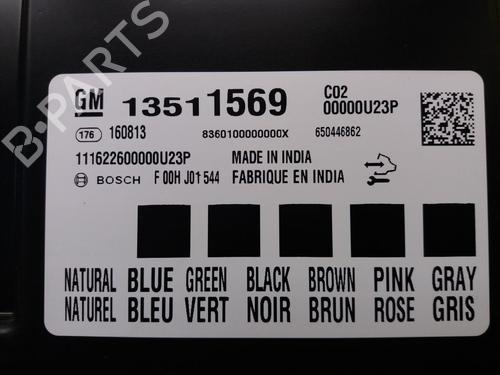 GM 13511569 C02
00000U23P
176 160813 8360100000000X 650446862
111622600000U23P MADE IN INDIA
BOSCH F 00H J01 544 FABRIQUE EN INDIA
NATURAL BLUE GREEN BLACK BROWN PINK GRAY
NATUREL BLEU VERT NOIR BRUN ROSE GRIS
B-PARTS